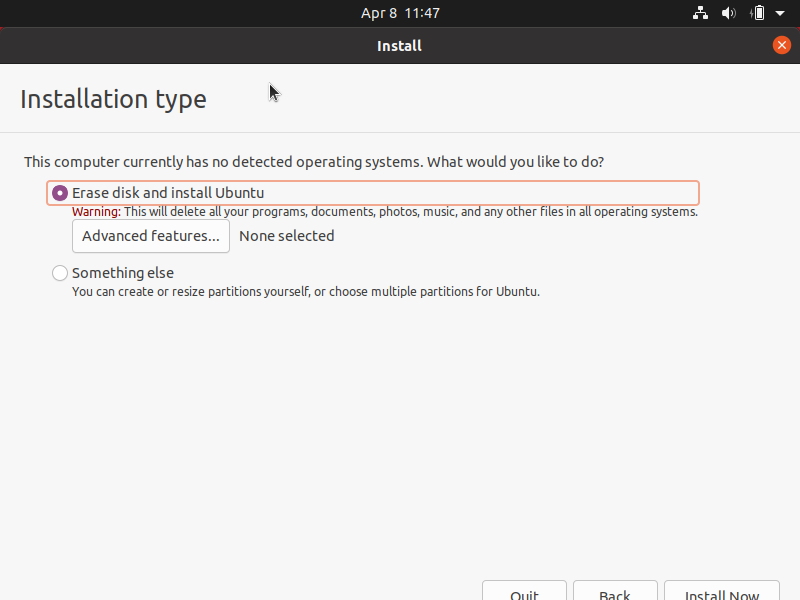 Apr 8 11:47
Install
Installation type
This computer currently has no detected operating systems. What would you like to do?
Erase disk and install Ubuntu
Warning: This will delete all your programs, documents, photos, music, and any other files in all operating systems.
Advanced features... None selected
Something else
You can create or resize partitions yourself, or choose multiple partitions for Ubuntu.
Quit Back Install Now